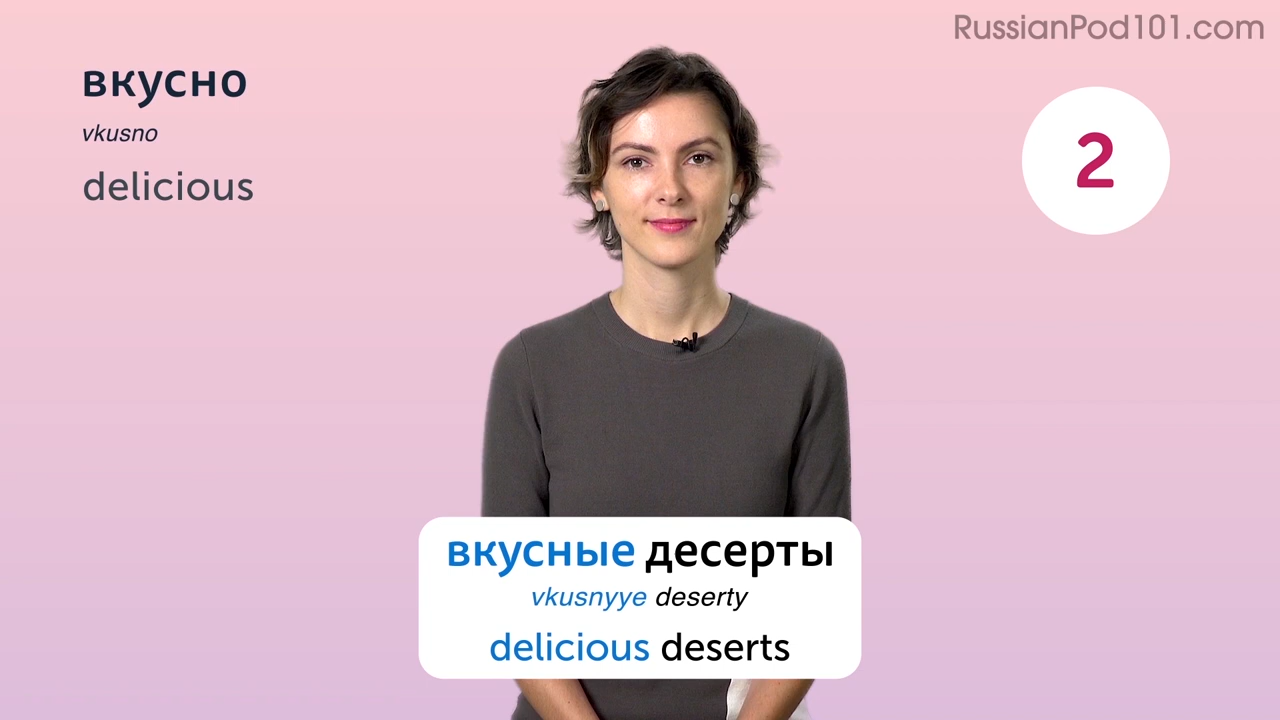 RussianPod101.com
вкусно
vkusno
delicious
2
вкусные десерты
vkusnyye deserty
delicious deserts